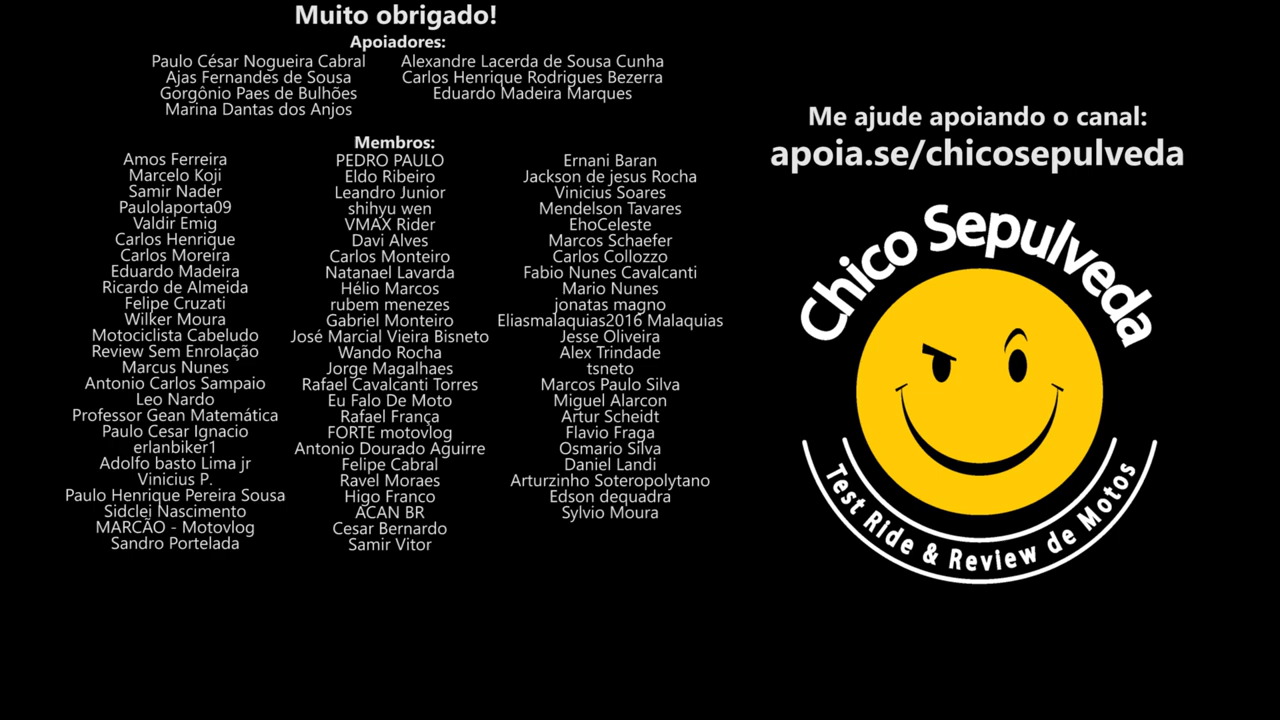 Muito obrigado!
Apoiadores:
Paulo César Nogueira Cabral
Ajas Fernandes de Sousa
Gorgônio Paes de Bulhões
Marina Dantas dos Anjos
Alexandre Lacerda de Sousa Cunha
Carlos Henrique Rodrigues Bezerra
Eduardo Madeira Marques
Membros:
Amos Ferreira
Marcelo Koji
Samir Nader
Paulolaporta09
Valdir Emig
Carlos Henrique
Carlos Moreira
Eduardo Madeira
Ricardo de Almeida
Felipe Cruzati
Wilker Moura
Motociclista Cabeludo
Review Sem Enrolação
Marcus Nunes
Antonio Carlos Sampaio
Leo Nardo
Professor Gean Matemática
Paulo Cesar Ignacio
erlanbiker1
Adolfo basto Lima jr
Vinicius P.
Paulo Henrique Pereira Sousa
Sidclei Nascimento
MARCÃO - Motovlog
Sandro Portelada
PEDRO PAULO
Eldo Ribeiro
Leandro Junior
shihyu wen
VMAX Rider
Davi Alves
Carlos Monteiro
Natanael Lavarda
Hélio Marcos
rubem menezes
Gabriel Monteiro
José Marcial Vieira Bisneto
Wando Rocha
Jorge Magalhaes
Rafael Cavalcanti Torres
Eu Falo De Moto
Rafael França
FORTE motovlog
Antonio Dourado Aguirre
Felipe Cabral
Ravel Moraes
Higo Franco
ACAN BR
Cesar Bernardo
Samir Vitor
Ernani Baran
Jackson de jesus Rocha
Vinicius Soares
Mendelson Tavares
EhoCeleste
Marcos Schaefer
Carlos Collozzo
Fabio Nunes Cavalcanti
Mario Nunes
jonatas magno
Eliasmalaquias2016 Malaquias
Jesse Oliveira
Alex Trindade
tsneto
Marcos Paulo Silva
Miguel Alarcon
Artur Scheidt
Flavio Fraga
Osmario Silva
Daniel Landi
Arturzinho Soteropolytano
Edson dequadra
Sylvio Moura
Me ajude apoiando o canal:
apoia.se/chicosepulveda
Chico Sepulveda
Test Ride & Review de Motos